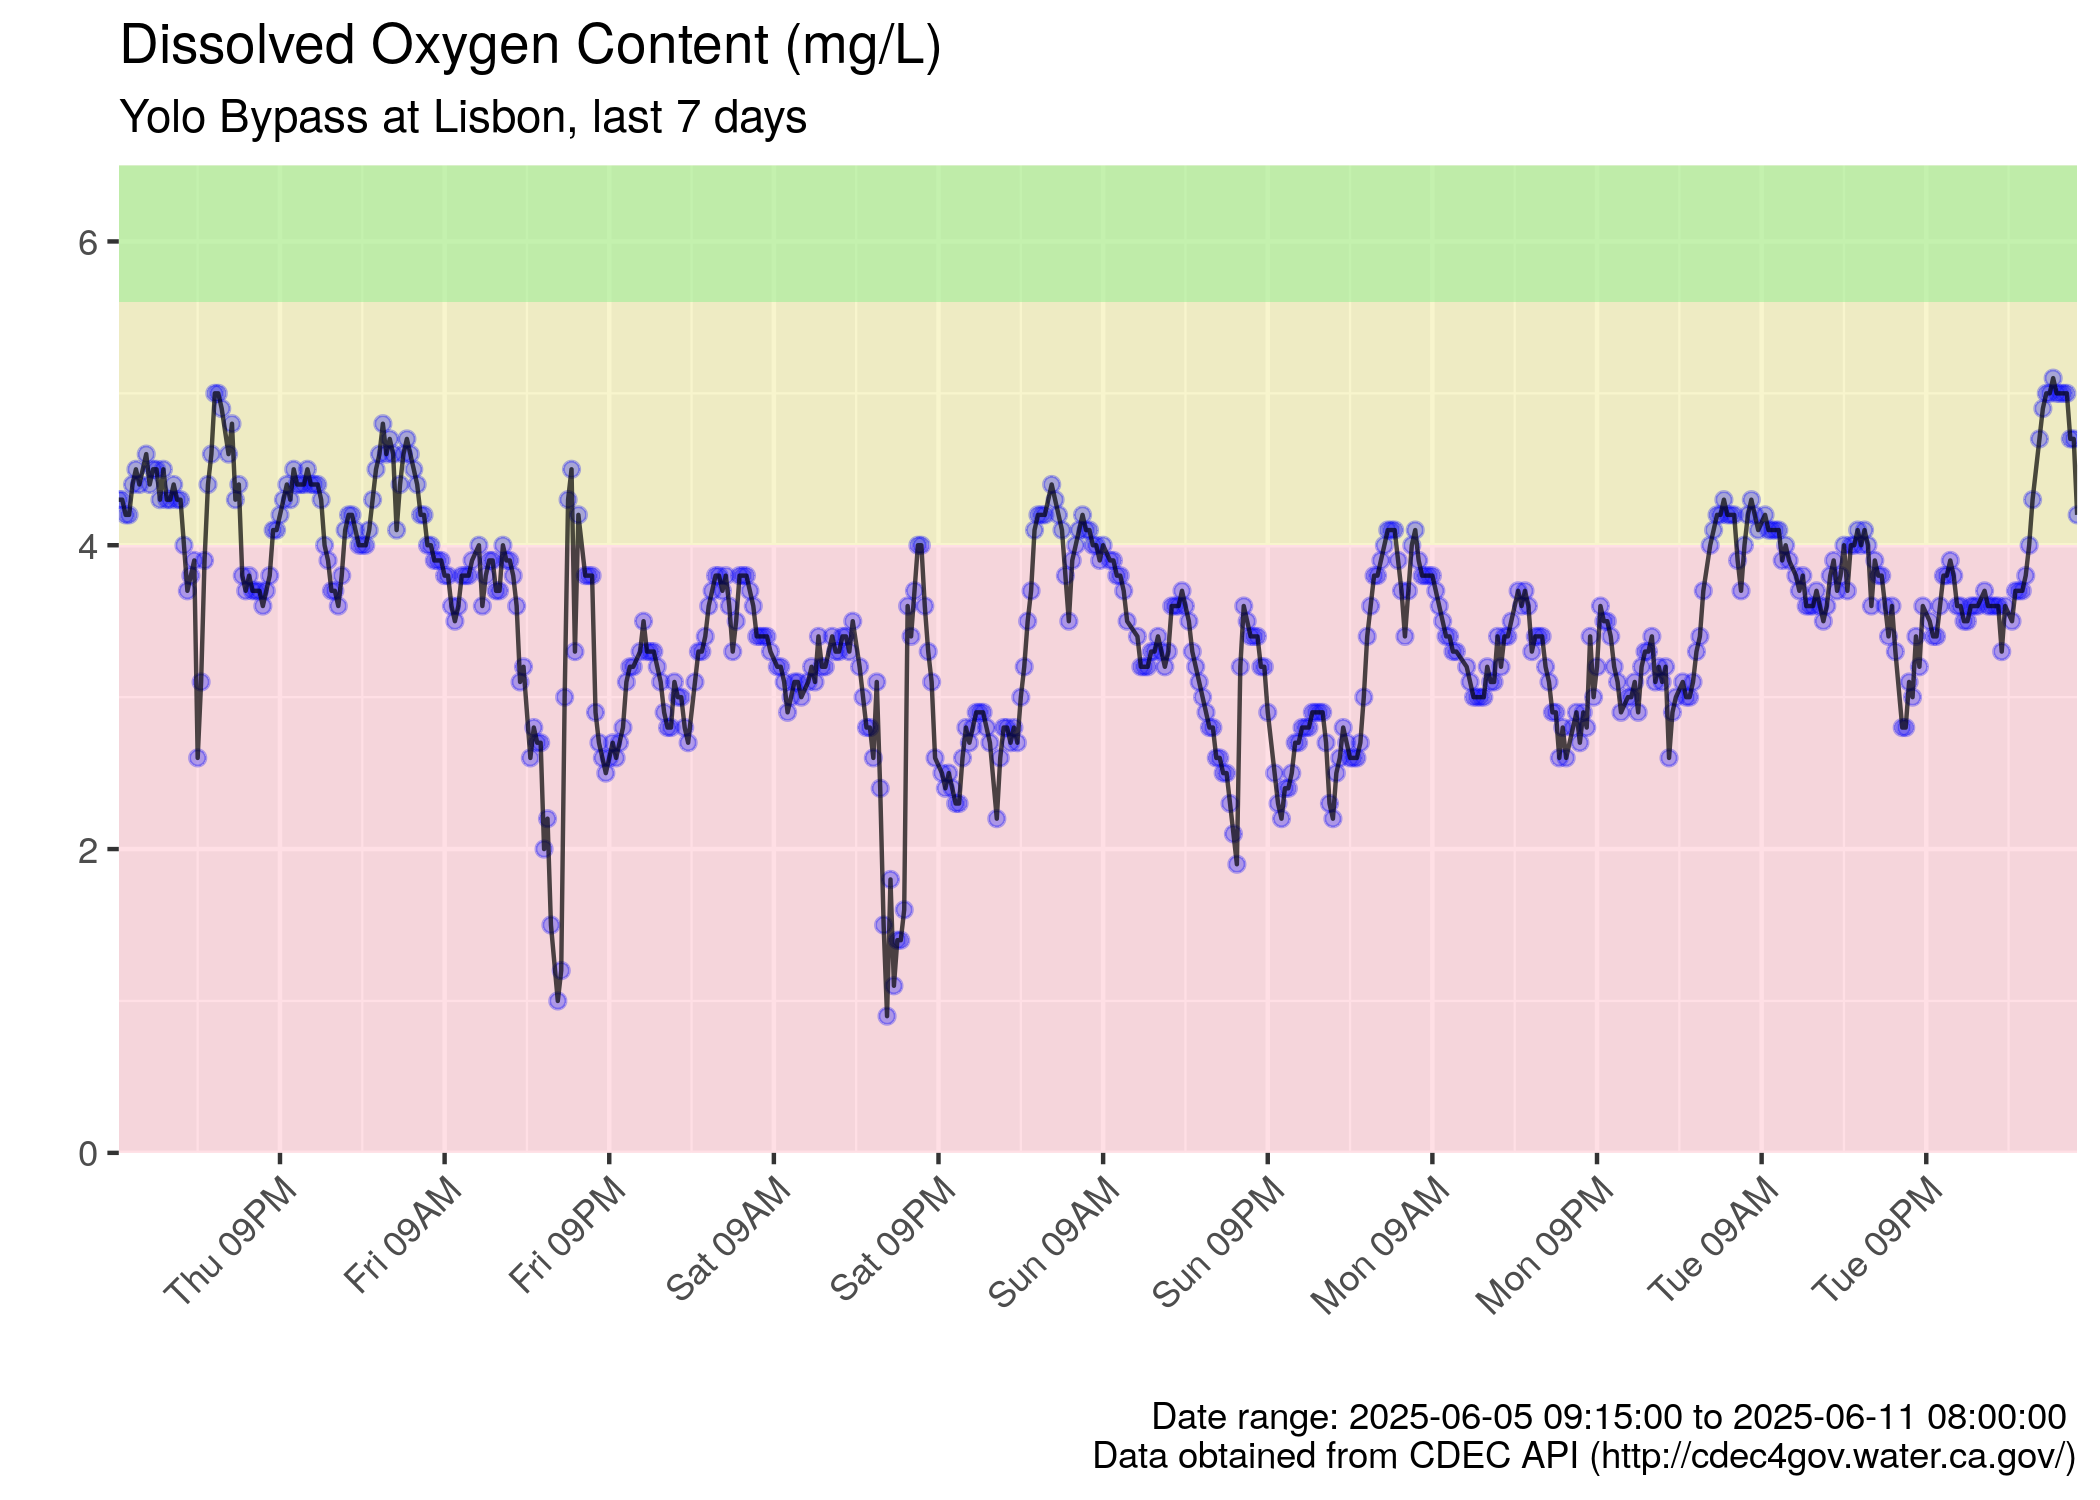 Dissolved Oxygen Content (mg/L)
Yolo Bypass at Lisbon, last 7 days
6
4
2
0
Thu 09PM
Fri 09AM
Fri 09PM
Sat 09AM
Sat 09PM
Sun 09AM
Sun 09PM
Mon 09AM
Mon 09PM
Tue 09AM
Tue 09PM
Date range: 2025-06-05 09:15:00 to 2025-06-11 08:00:00
Data obtained from CDEC API (http://cdec4gov.water.ca.gov/)